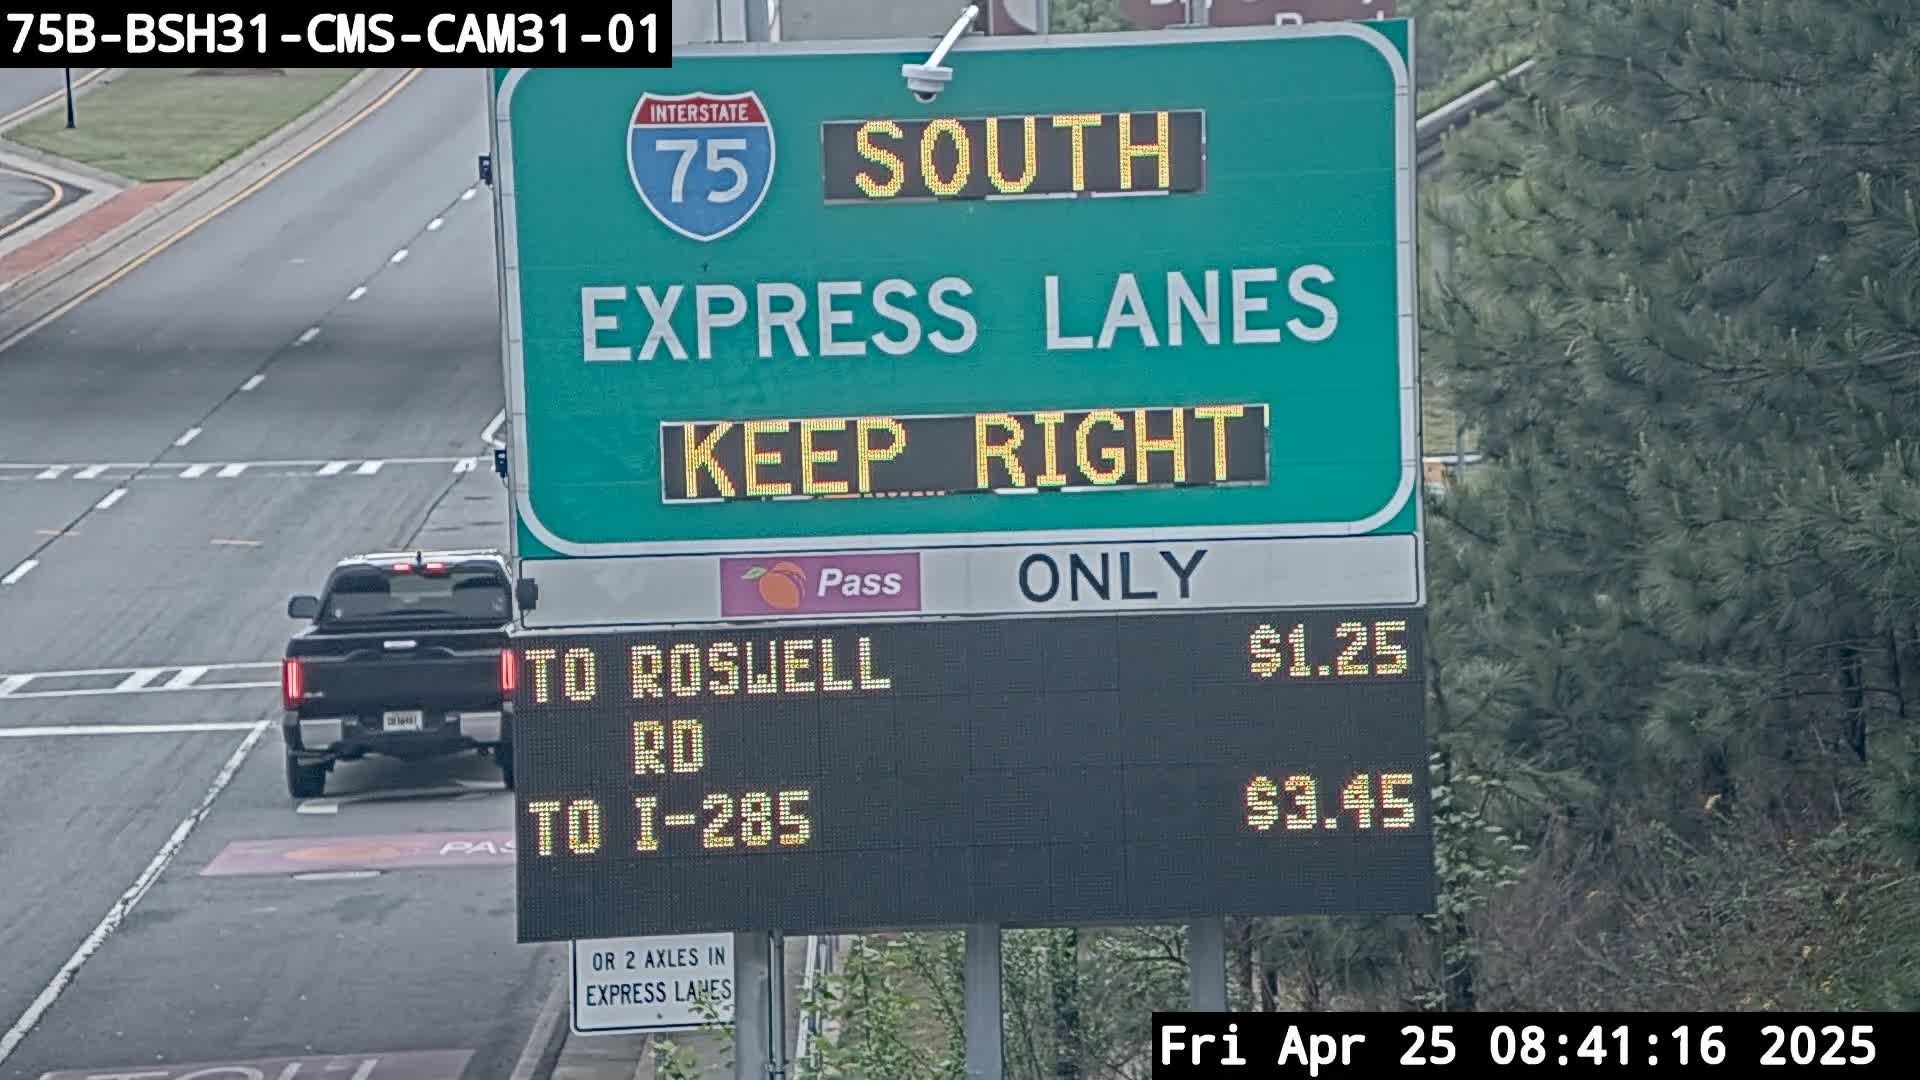 75B-BSH31-CMS-CAM31-01
INTERSTATE
75
SOUTH
EXPRESS LANES
KEEP RIGHT
Pass ONLY
TO ROSWELL $1.25
RD
TO I-285 $3.45
OR 2 AXLES IN
EXPRESS LANES
Fri Apr 25 08:41:16 2025